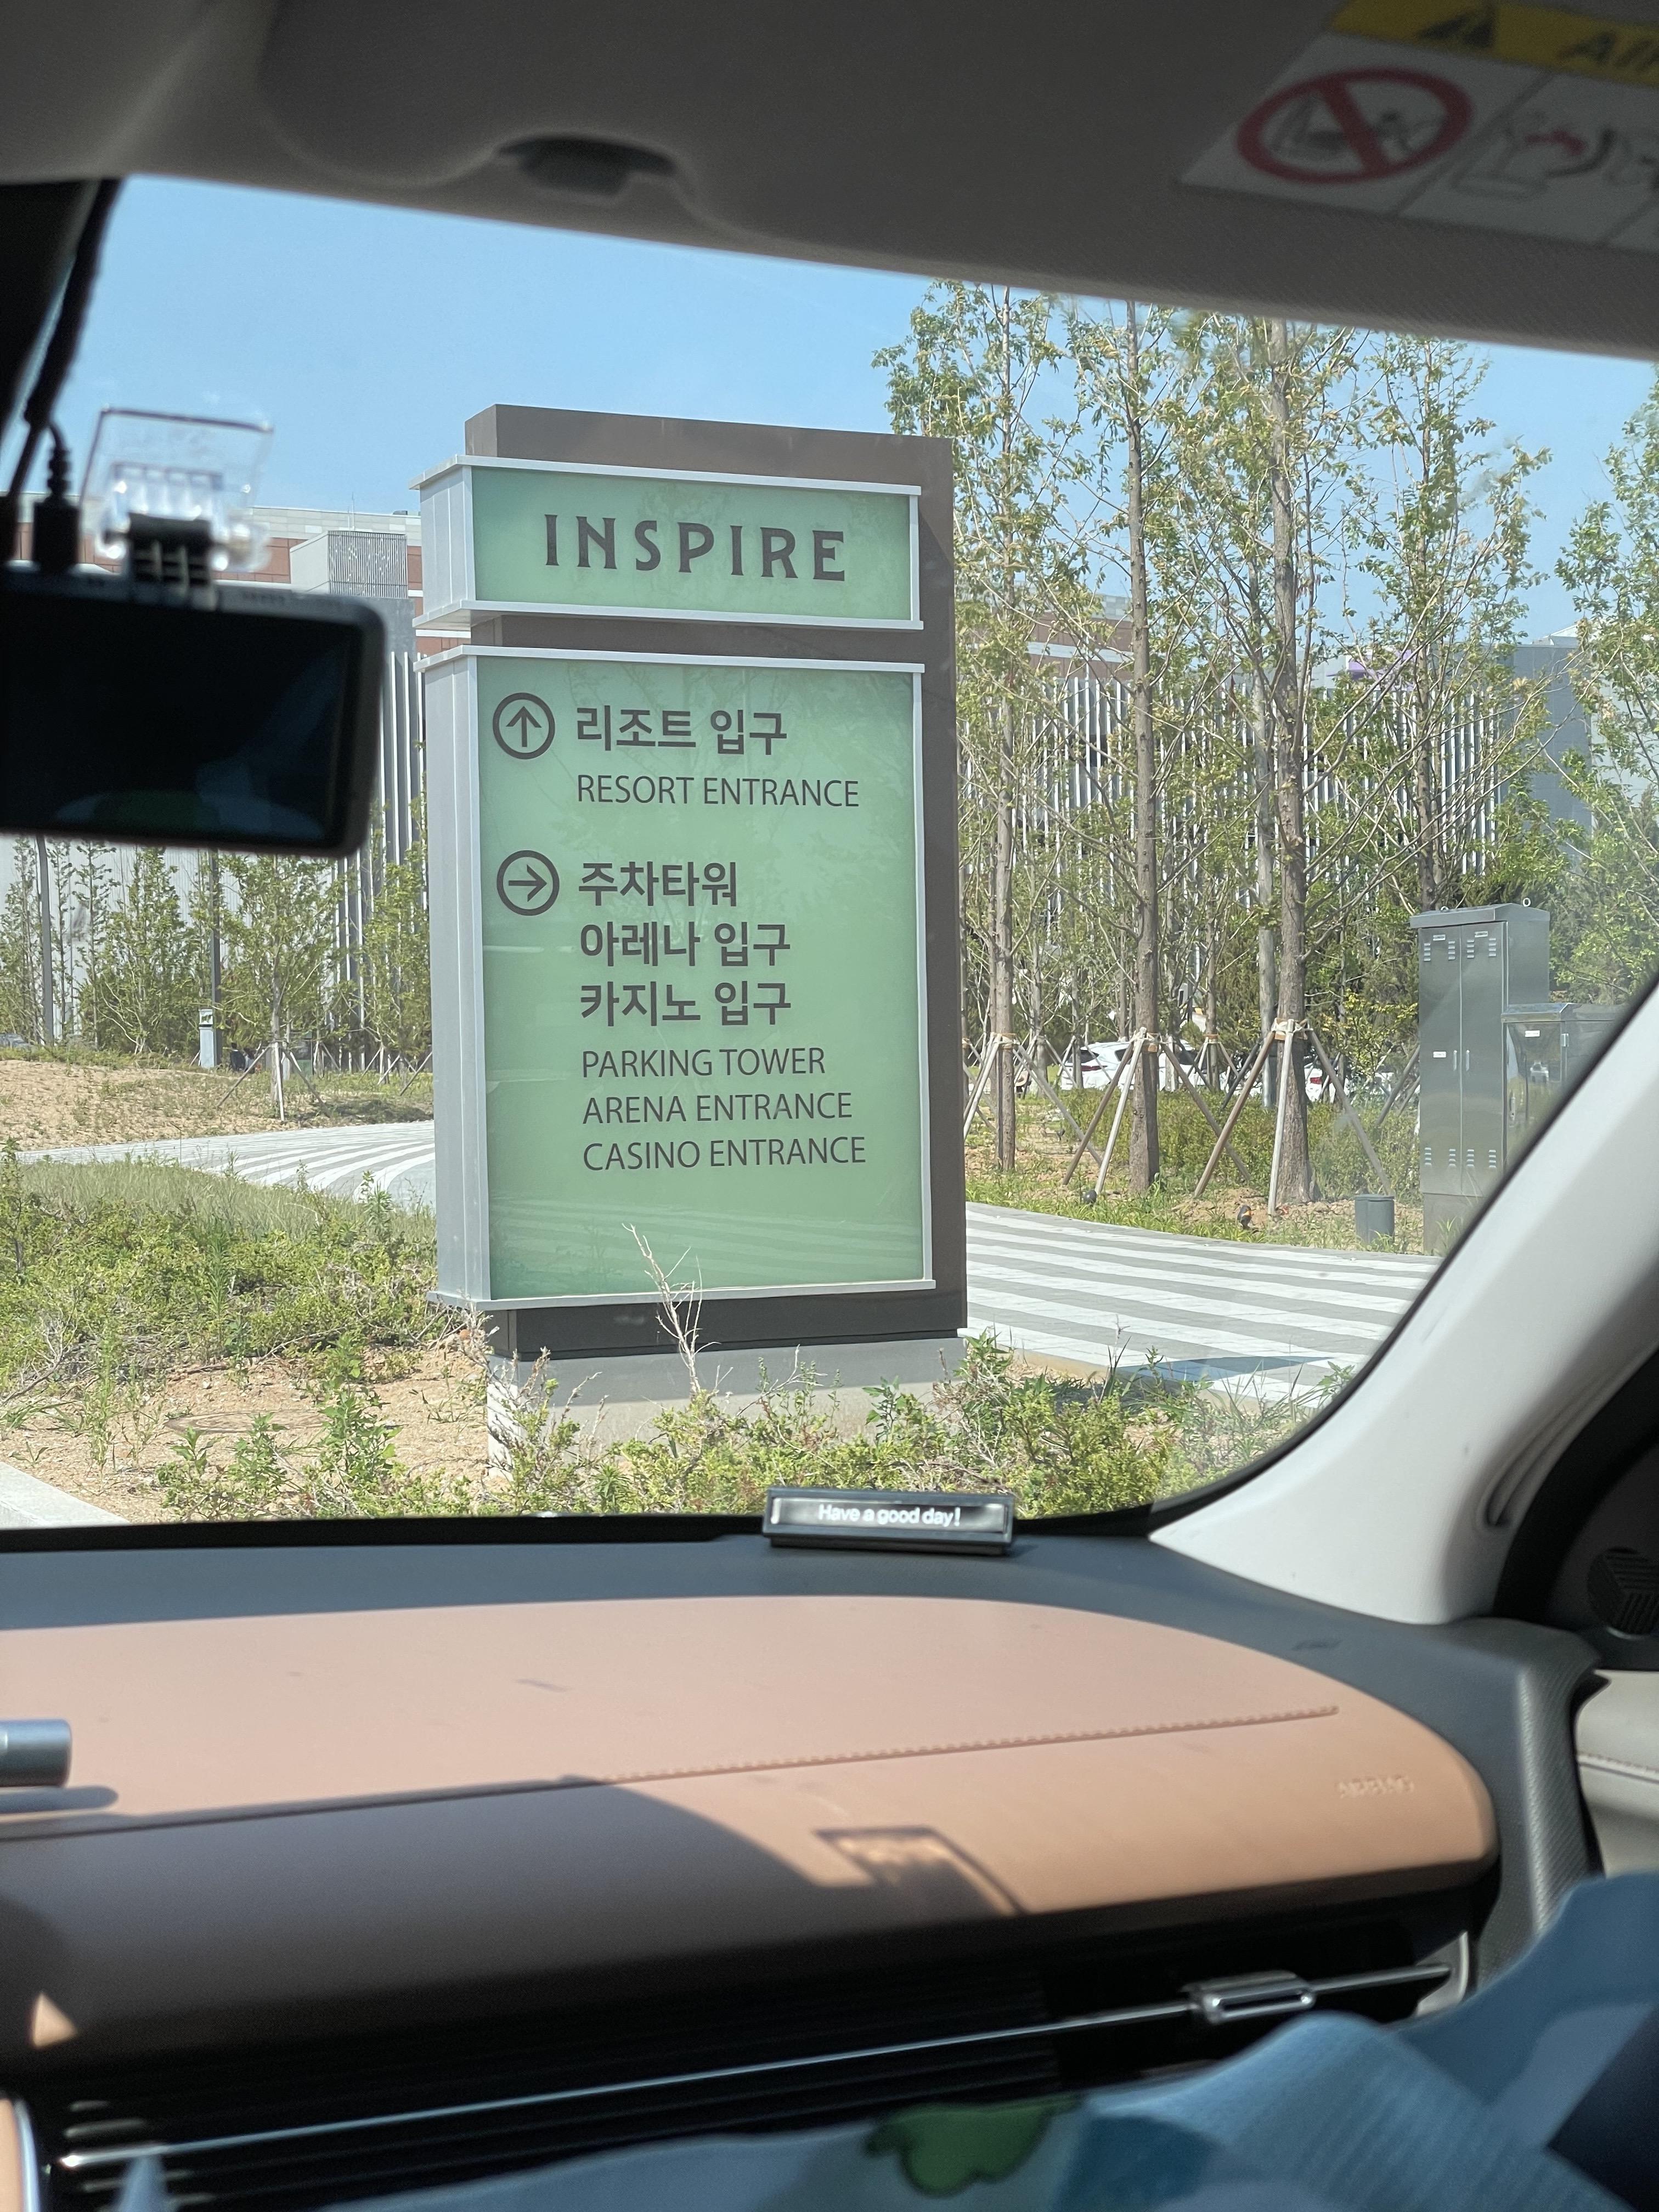 INSPIRE
리조트 입구
RESORT ENTRANCE
주차타워
아레나 입구
카지노 입구
PARKING TOWER
ARENA ENTRANCE
CASINO ENTRANCE
Have a good day!
AIRBAG